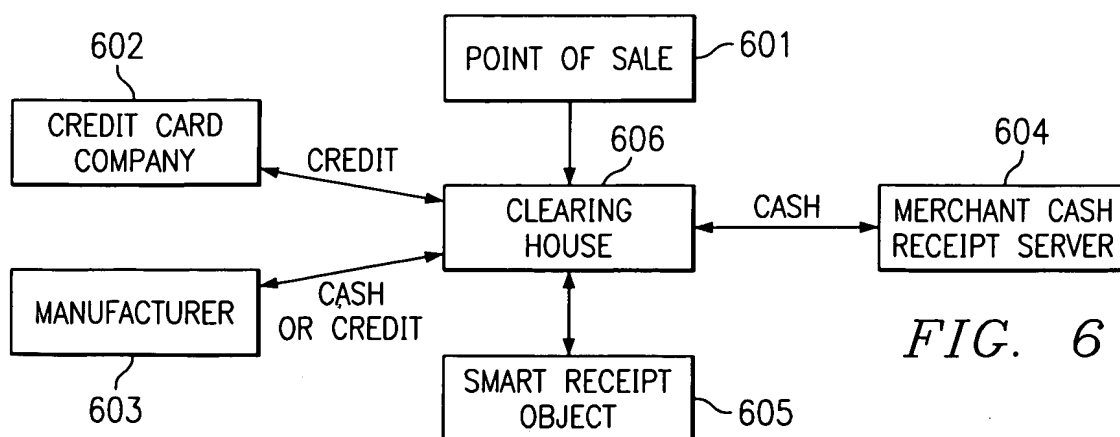 602
POINT OF SALE
601
CREDIT CARD
COMPANY
CREDIT
606
604
CLEARING
HOUSE
CASH
MERCHANT CASH
RECEIPT SERVER
MANUFACTURER
CASH
OR CREDIT
603
SMART RECEIPT
OBJECT
605
FIG. 6